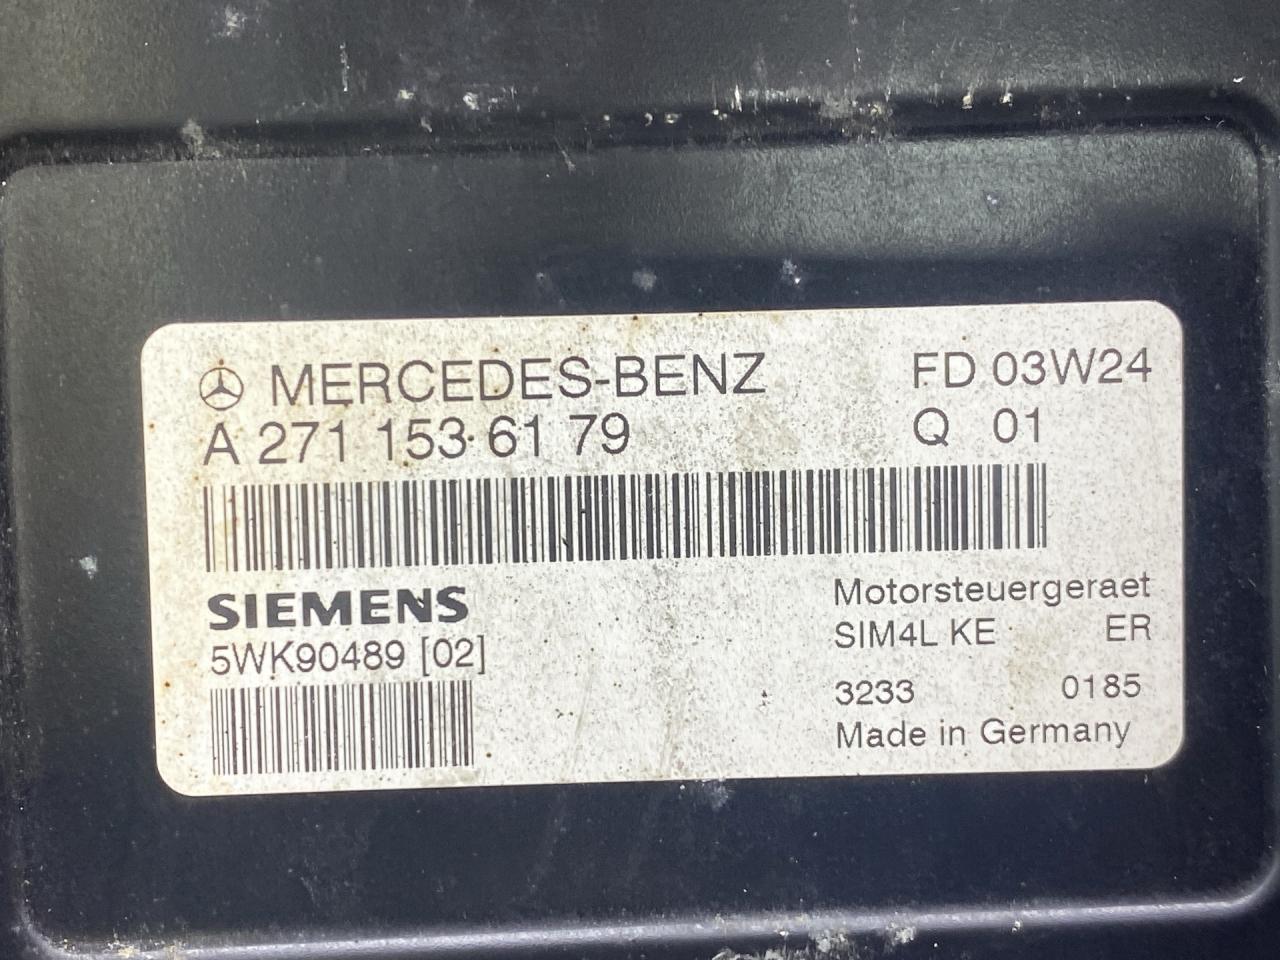 MERCEDES-BENZ FD 03W24
A 271 153 61 79 Q 01
SIEMENS Motorsteuergeraet
5WK90489 [02] SIM4L KE ER
3233 0185
Made in Germany